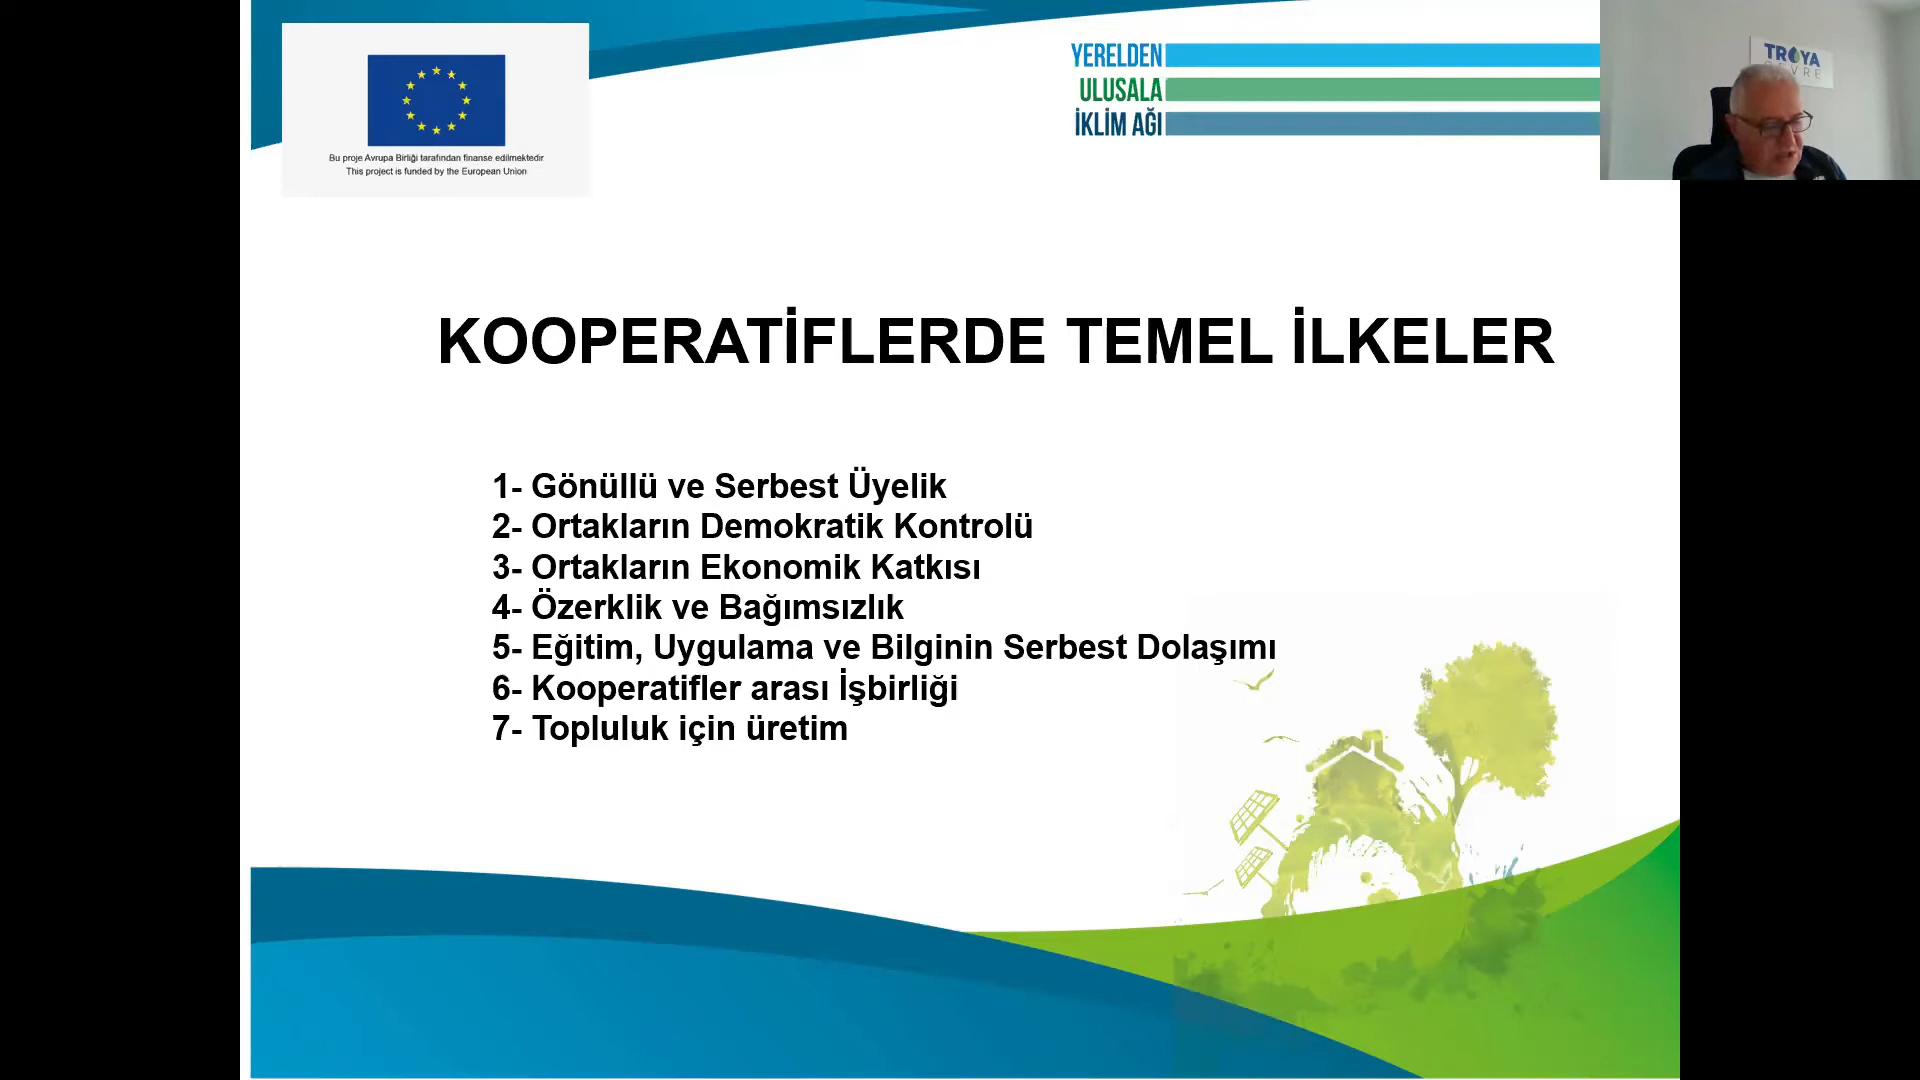 Bu proje Avrupa Birliği tarafından finanse edilmektedir
This project is funded by the European Union
YERELDEN
ULUSALA
İKLİM AĞI
TROYA
ÇEVRE
KOOPERATİFLERDE TEMEL İLKELER
1- Gönüllü ve Serbest Üyelik
2- Ortakların Demokratik Kontrolü
3- Ortakların Ekonomik Katkısı
4- Özerklik ve Bağımsızlık
5- Eğitim, Uygulama ve Bilginin Serbest Dolaşımı
6- Kooperatifler arası İşbirliği
7- Topluluk için üretim